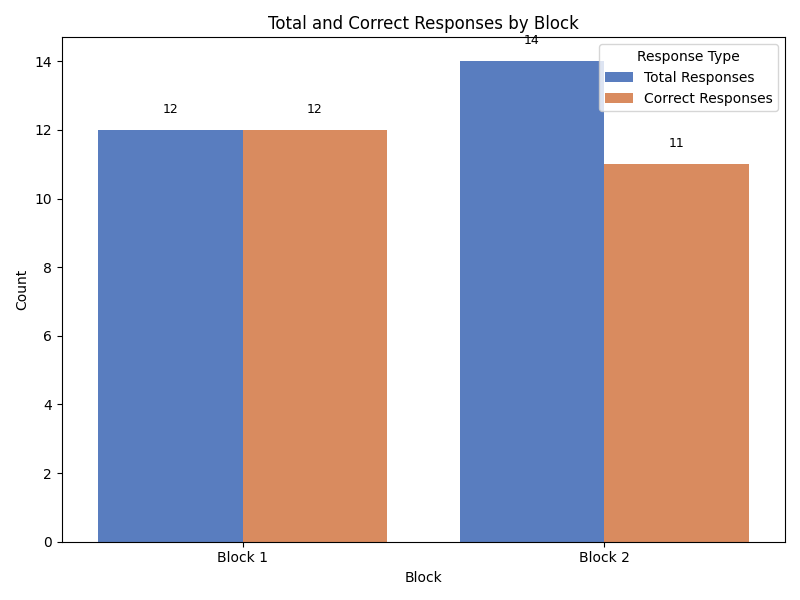 Total and Correct Responses by Block
14
Response Type
Total Responses
Correct Responses
12
12
11
14
12
10
8
6
4
2
0
Count
Block 1
Block 2
Block